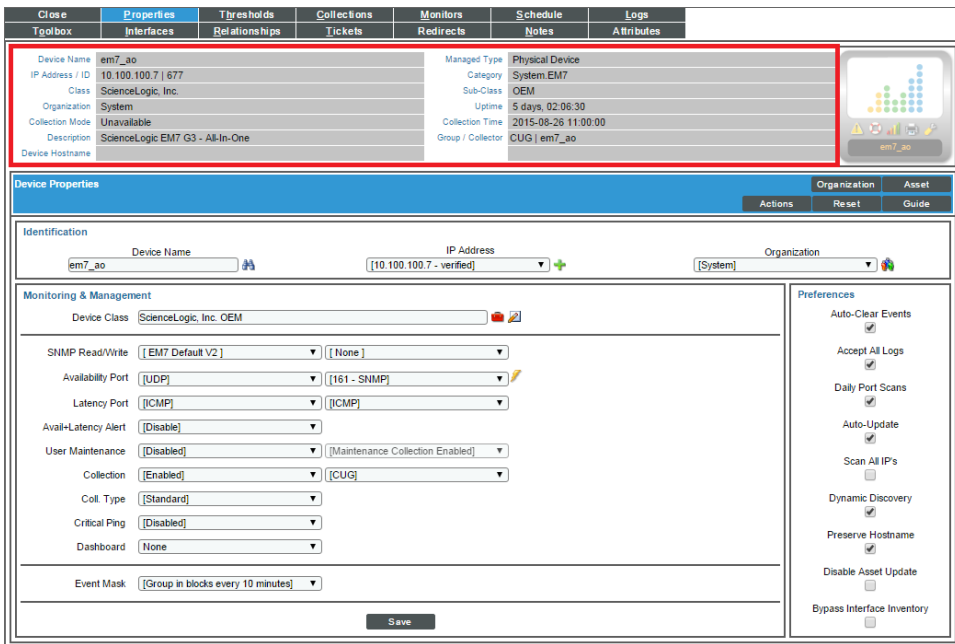 Close Properties Thresholds Collections Monitors Schedule Logs
Toolbox Interfaces Relationships Tickets Redirects Notes Attributes
Device Name em7_ao Managed Type Physical Device
IP Address / ID 10.100.100.7 | 677 Category System.EM7
Class ScienceLogic, Inc. Sub-Class OEM
Organization System Uptime 5 days, 02:06:30
Collection Mode Unavailable Collection Time 2015-08-26 11:00:00
Description ScienceLogic EM7 G3 - All-In-One Group / Collector CUG | em7_ao
Device Hostname
em7_ao
Device Properties Organization Asset
Actions Reset Guide
Identification
Device Name IP Address Organization
em7_ao [10.100.100.7 - verified] [System]
Monitoring & Management
Device Class ScienceLogic, Inc. OEM
SNMP Read/Write [ EM7 Default V2 ] [ None ]
Availability Port [UDP] [161 - SNMP]
Latency Port [ICMP] [ICMP]
Avail+Latency Alert [Disable]
User Maintenance [Disabled] [Maintenance Collection Enabled]
Collection [Enabled] [CUG]
Coll. Type [Standard]
Critical Ping [Disabled]
Dashboard None
Event Mask [Group in blocks every 10 minutes]
Save
Preferences
Auto-Clear Events
Accept All Logs
Daily Port Scans
Auto-Update
Scan All IP's
Dynamic Discovery
Preserve Hostname
Disable Asset Update
Bypass Interface Inventory